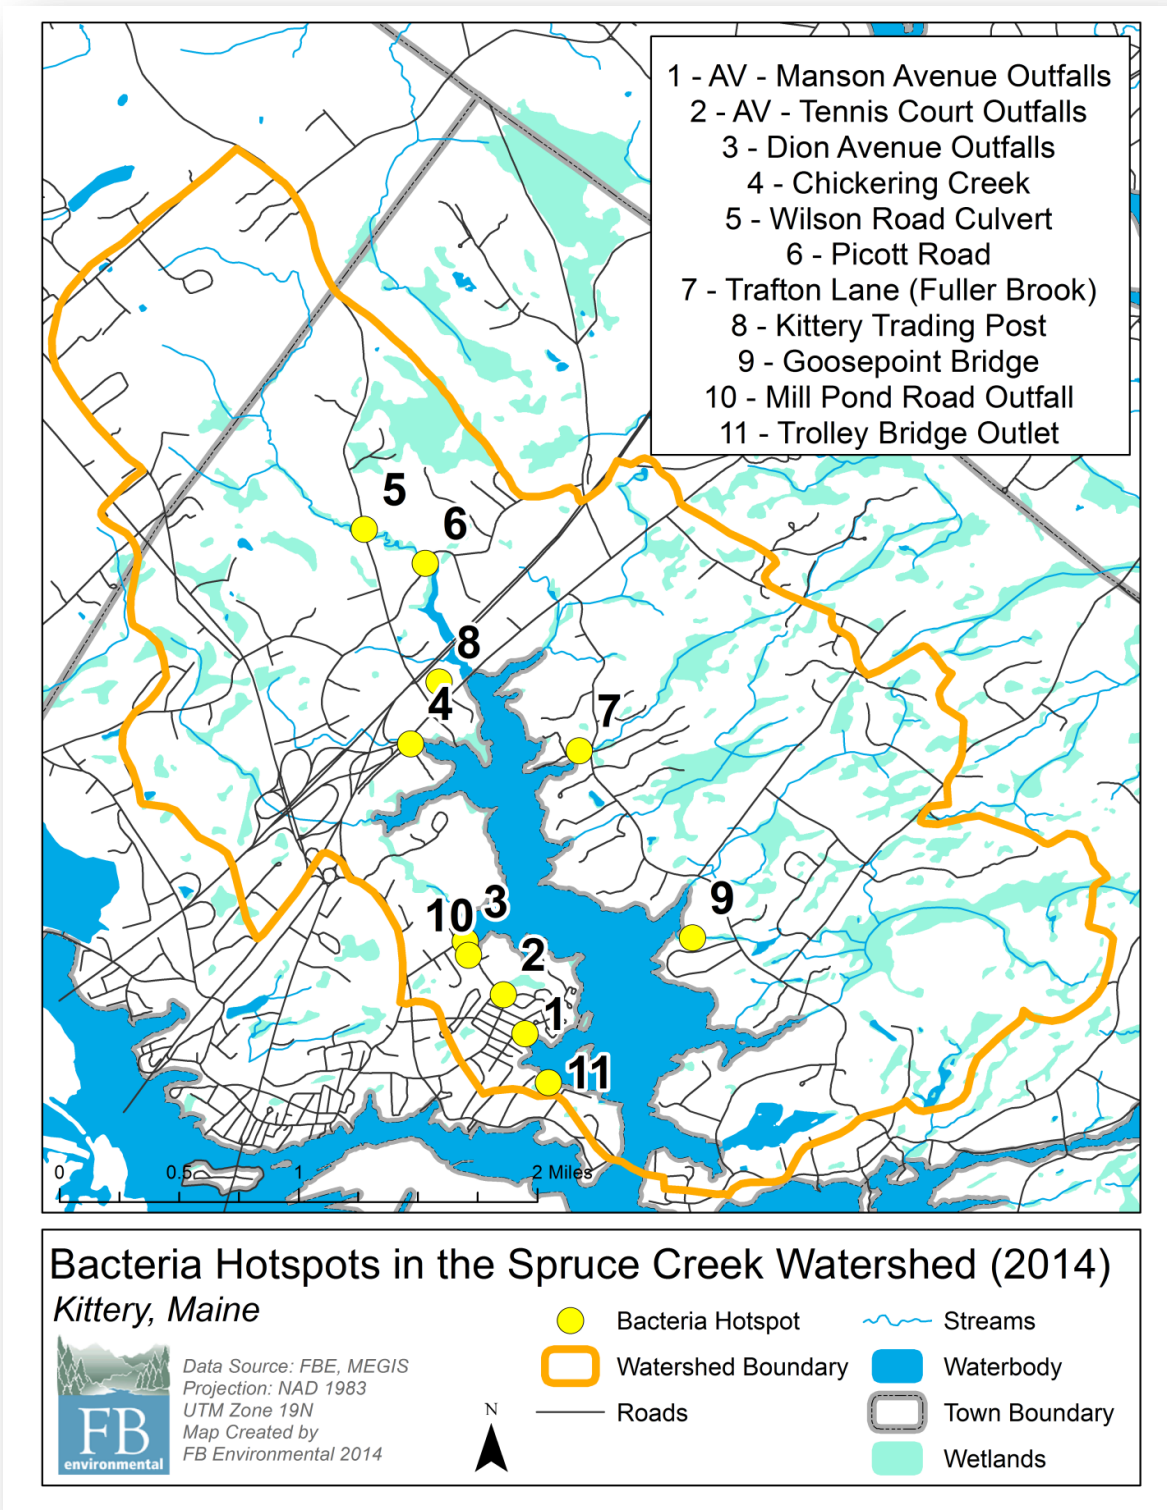 1 - AV - Manson Avenue Outfalls
2 - AV - Tennis Court Outfalls
3 - Dion Avenue Outfalls
4 - Chickering Creek
5 - Wilson Road Culvert
6 - Picott Road
7 - Trafton Lane (Fuller Brook)
8 - Kittery Trading Post
9 - Goosepoint Bridge
10 - Mill Pond Road Outfall
11 - Trolley Bridge Outlet
5
6
8
4
7
9
3
10
2
1
11
0 0.5 1 2 Miles
Bacteria Hotspots in the Spruce Creek Watershed (2014)
Kittery, Maine
Data Source: FBE, MEGIS
Projection: NAD 1983
UTM Zone 19N
Map Created by
FB Environmental 2014
FB
environmental
N
Bacteria Hotspot
Watershed Boundary
Roads
Streams
Waterbody
Town Boundary
Wetlands